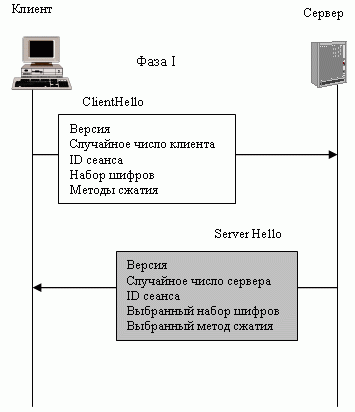 Клиент
Сервер
Фаза I
ClientHello
Версия
Случайное число клиента
ID сеанса
Набор шифров
Методы сжатия
Server Hello
Версия
Случайное число сервера
ID сеанса
Выбранный набор шифров
Выбранный метод сжатия